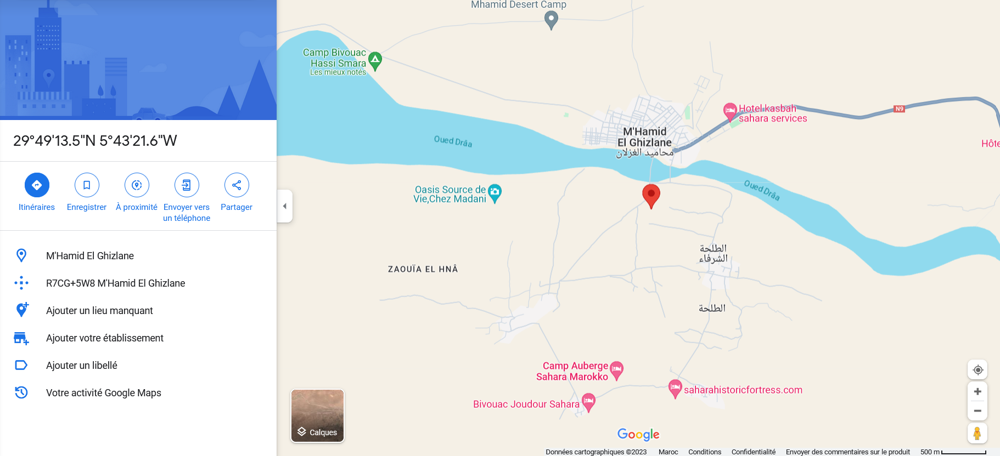 29°49'13.5"N 5°43'21.6"W
Itinéraires
Enregistrer
À proximité
Envoyer vers
un téléphone
Partager
M'Hamid El Ghizlane
R7CG+5W8 M'Hamid El Ghizlane
Ajouter un lieu manquant
Ajouter votre établissement
Ajouter un libellé
Votre activité Google Maps
Mhamid Desert Camp
Camp Bivouac
Hassi Smara
Les mieux notés
Hotel kasbah
sahara services
N9
M'Hamid
El Ghizlane
محاميد الغزلان
Oued Drâa
Hôte
Oued Drâa
Oasis Source de
Vie,Chez Madani
الطلحة
الشرفاء
ZAOUÏA EL HNÂ
الطلحة
Camp Auberge
Sahara Marokko
saharahistoricfortress.com
Bivouac Joudour Sahara
Calques
Google
Données cartographiques ©2023 Maroc Conditions Confidentialité Envoyer des commentaires sur le produit 500 m